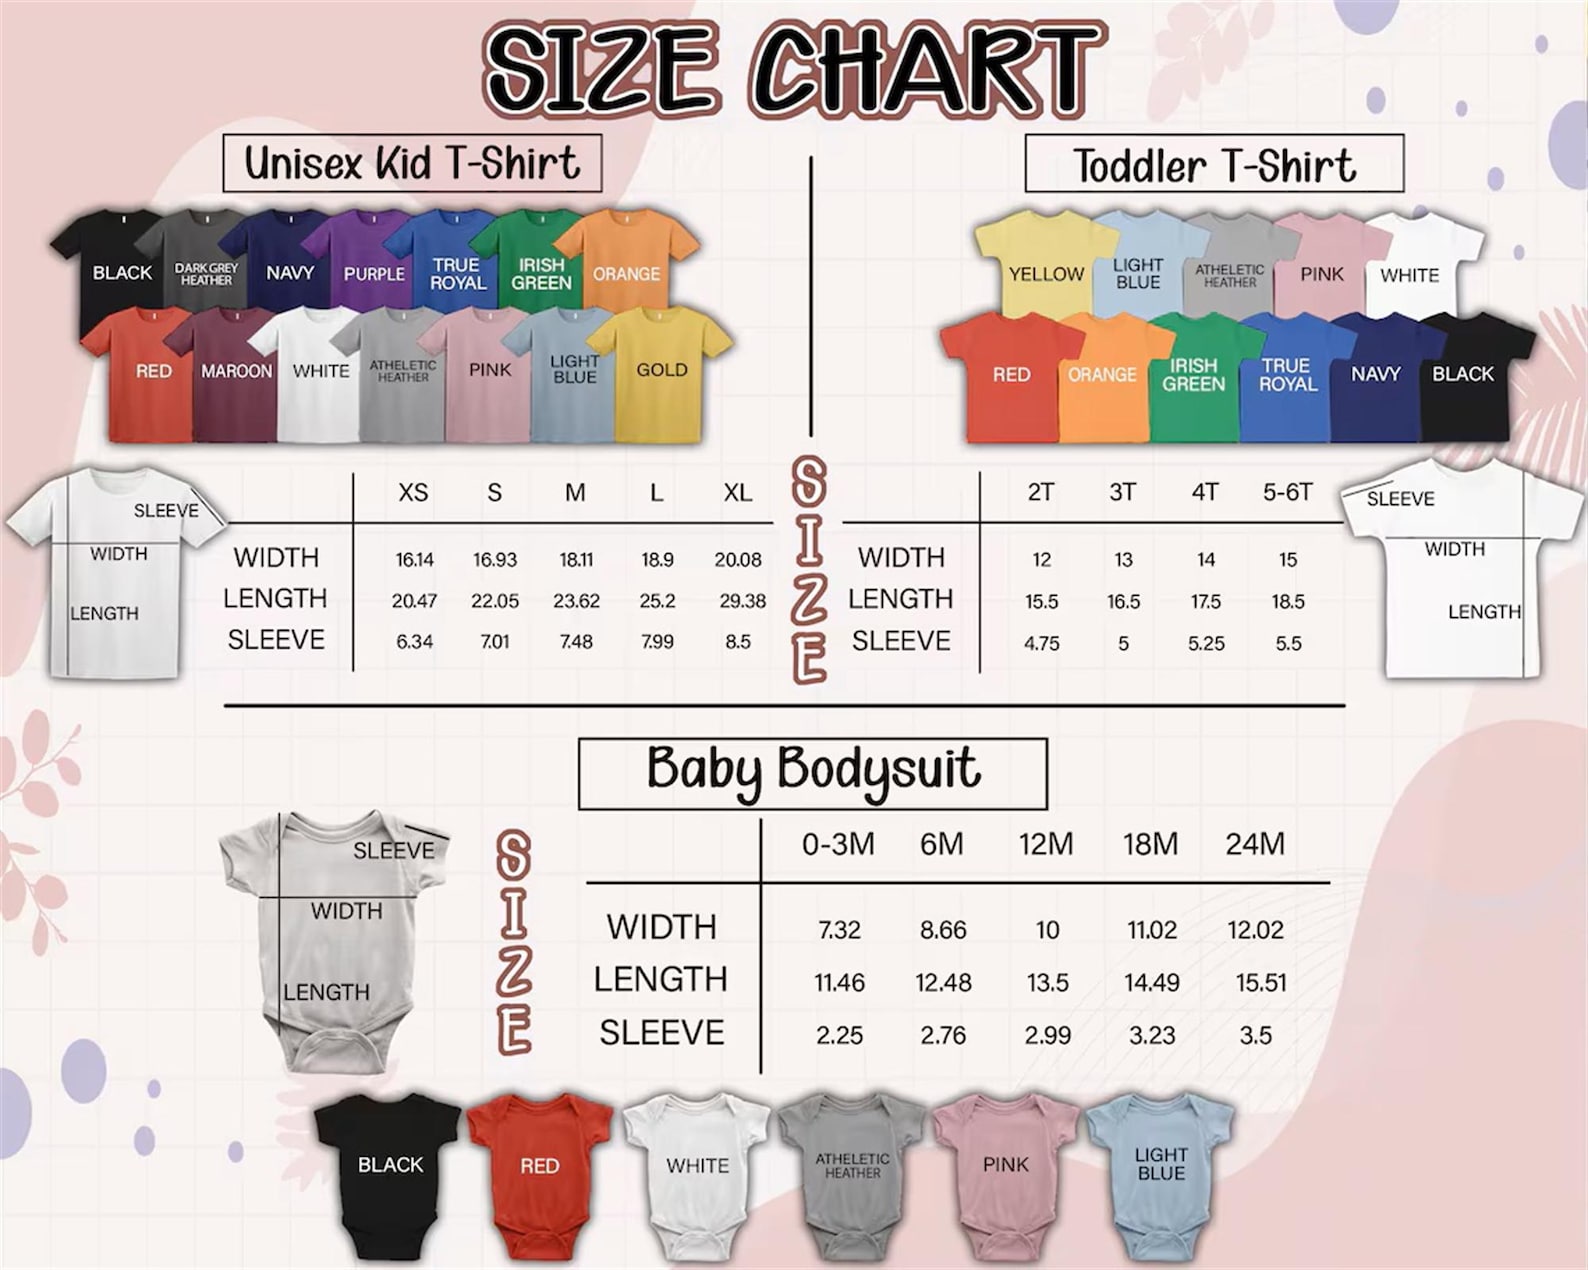 SIZE CHART
Unisex Kid T-Shirt
BLACK
DARK GREY
HEATHER
NAVY
PURPLE
TRUE
ROYAL
IRISH
GREEN
ORANGE
RED
MAROON
WHITE
ATHELETIC
HEATHER
PINK
LIGHT
BLUE
GOLD
SLEEVE
WIDTH
LENGTH
XS S M L XL
WIDTH 16.14 16.93 18.11 18.9 20.08
LENGTH 20.47 22.05 23.62 25.2 29.38
SLEEVE 6.34 7.01 7.48 7.99 8.5
SIZE
Toddler T-Shirt
YELLOW
LIGHT
BLUE
ATHELETIC
HEATHER
PINK
WHITE
RED
ORANGE
IRISH
GREEN
TRUE
ROYAL
NAVY
BLACK
2T 3T 4T 5-6T
WIDTH 12 13 14 15
LENGTH 15.5 16.5 17.5 18.5
SLEEVE 4.75 5 5.25 5.5
SLEEVE
WIDTH
LENGTH
Baby Bodysuit
SLEEVE
WIDTH
LENGTH
SIZE
0-3M 6M 12M 18M 24M
WIDTH 7.32 8.66 10 11.02 12.02
LENGTH 11.46 12.48 13.5 14.49 15.51
SLEEVE 2.25 2.76 2.99 3.23 3.5
BLACK
RED
WHITE
ATHELETIC
HEATHER
PINK
LIGHT
BLUE